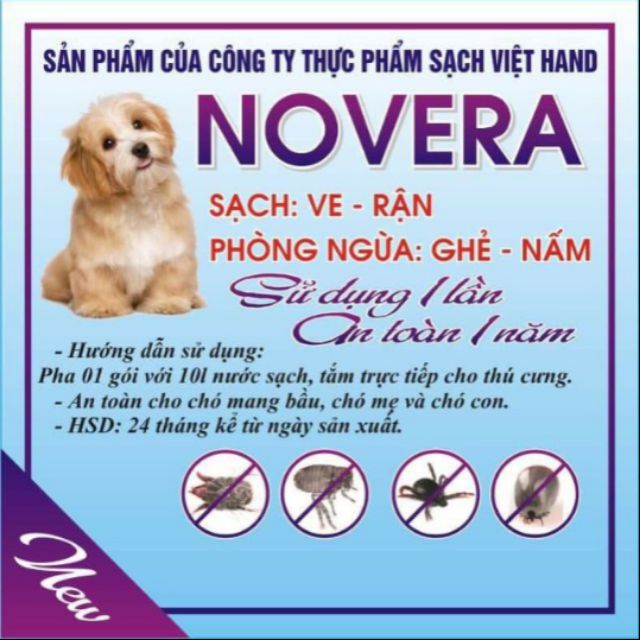 SẢN PHẨM CỦA CÔNG TY THỰC PHẨM SẠCH VIỆT HAND
NOVERA
SẠCH: VE - RẬN
PHÒNG NGỪA: GHẺ - NẤM
Sử dụng 1 lần
An toàn 1 năm
- Hướng dẫn sử dụng:
Pha 01 gói với 10l nước sạch, tắm trực tiếp cho thú cưng.
- An toàn cho chó mang bầu, chó mẹ và chó con.
- HSD: 24 tháng kể từ ngày sản xuất.
New